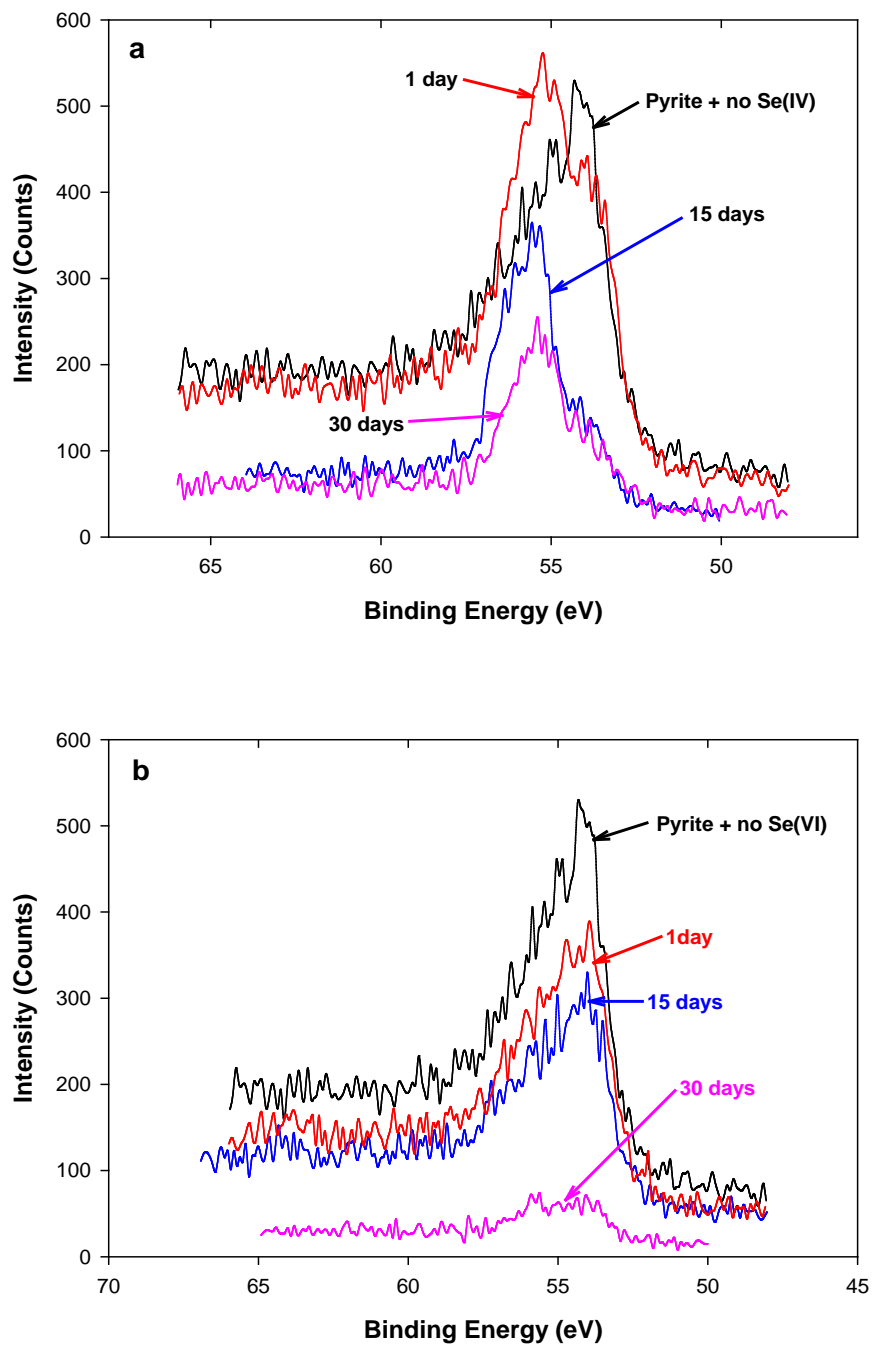 600
a
1 day
Pyrite + no Se(IV)
500
400
15 days
300
200
30 days
100
0
65
60
55
50
Intensity (Counts)
Binding Energy (eV)
600
b
Pyrite + no Se(VI)
500
400
1day
300
15 days
200
30 days
100
0
70
65
60
55
50
45
Intensity (Counts)
Binding Energy (eV)